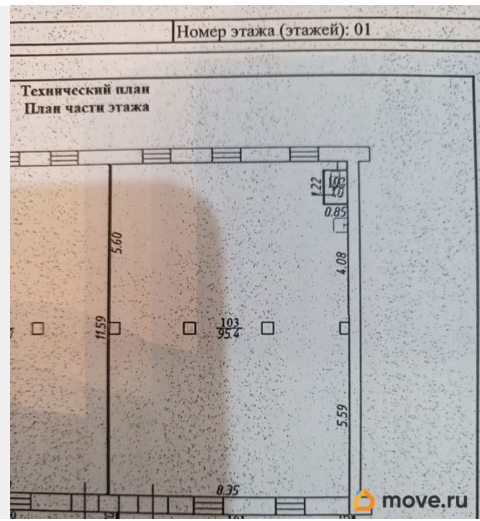 Номер этажа (этажей): 01
Технический план
План части этажа
1.22
102
1.0
0.85
5.60
4.08
11.59
103
95.4
5.59
8.35
move.ru